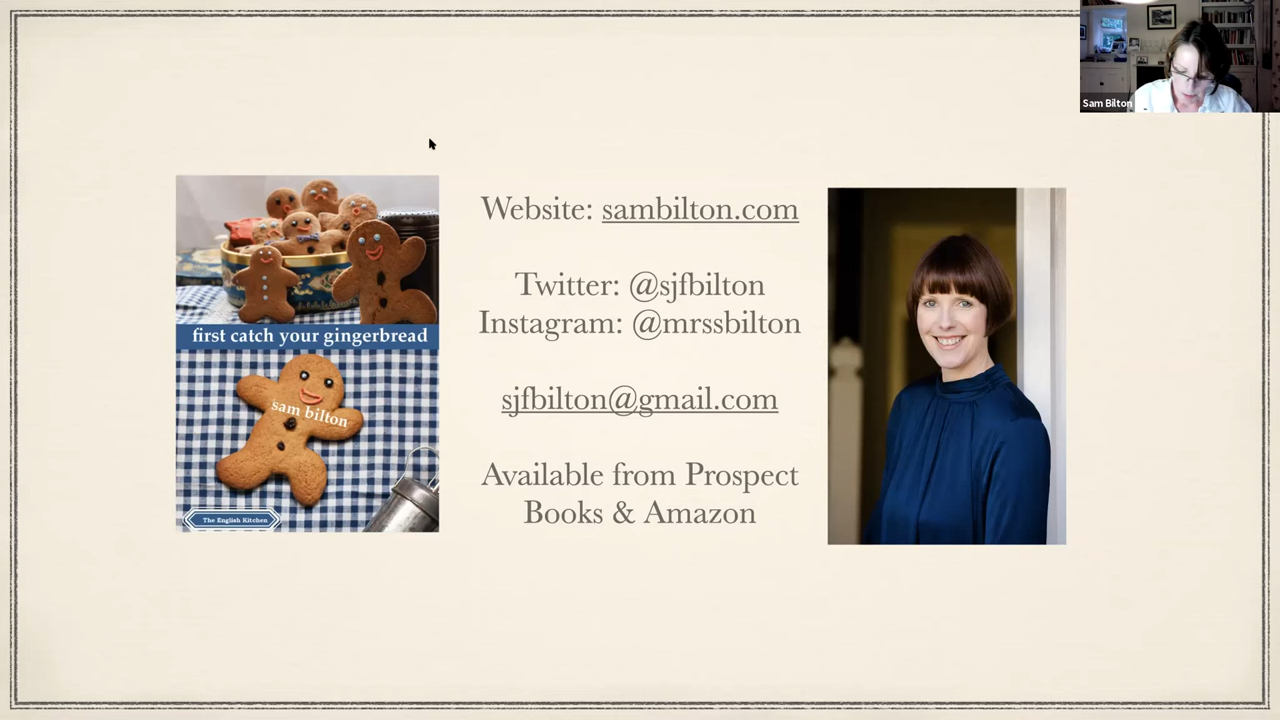 Sam Bilton
first catch your gingerbread
sam bilton
The English Kitchen
Website: sambilton.com
Twitter: @sjfbilton
Instagram: @mrssbilton
sjfbilton@gmail.com
Available from Prospect
Books & Amazon